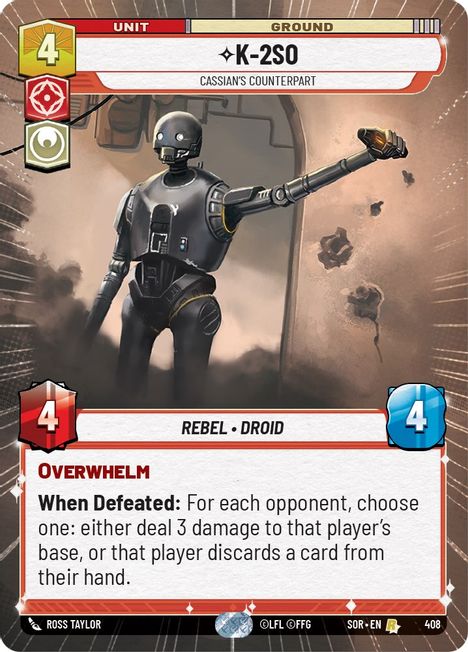 UNIT
GROUND
4
✧K-2SO
CASSIAN'S COUNTERPART
4
REBEL • DROID
4
OVERWHELM
When Defeated: For each opponent, choose
one: either deal 3 damage to that player's
base, or that player discards a card from
their hand.
ROSS TAYLOR
©LFL ©FFG
SOR • EN
R
408